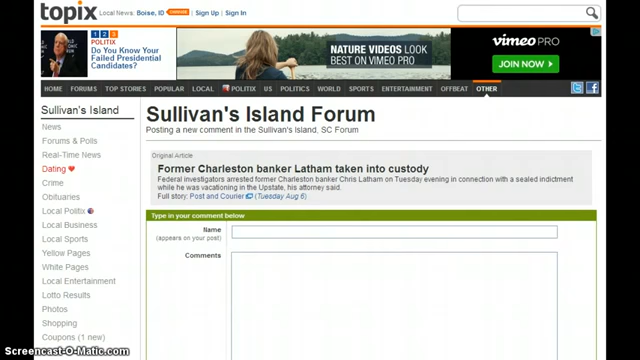 topix
Local News: Boise, ID CHANGE | Sign Up | Sign In
1 2 3
POLITIX
Do You Know Your
Failed Presidential
Candidates?
NATURE VIDEOS LOOK
BEST ON VIMEO PRO
vimeo PRO
JOIN NOW
HOME FORUMS TOP STORIES POPULAR LOCAL POLITIX US POLITICS WORLD SPORTS ENTERTAINMENT OFFBEAT OTHER
Sullivan's Island
News
Forums & Polls
Real-Time News
Dating
Crime
Obituaries
Local Politix
Local Business
Local Sports
Yellow Pages
White Pages
Local Entertainment
Lotto Results
Photos
Shopping
Coupons (1 new)
Sullivan's Island Forum
Posting a new comment in the Sullivan's Island, SC Forum
Original Article
Former Charleston banker Latham taken into custody
Federal investigators arrested former Charleston banker Chris Latham on Tuesday evening in connection with a sealed indictment
while he was vacationing in the Upstate, his attorney said.
Full story: Post and Courier (Tuesday Aug 6)
Type in your comment below
Name
(appears on your post)
Comments
Screencast-O-Matic.com